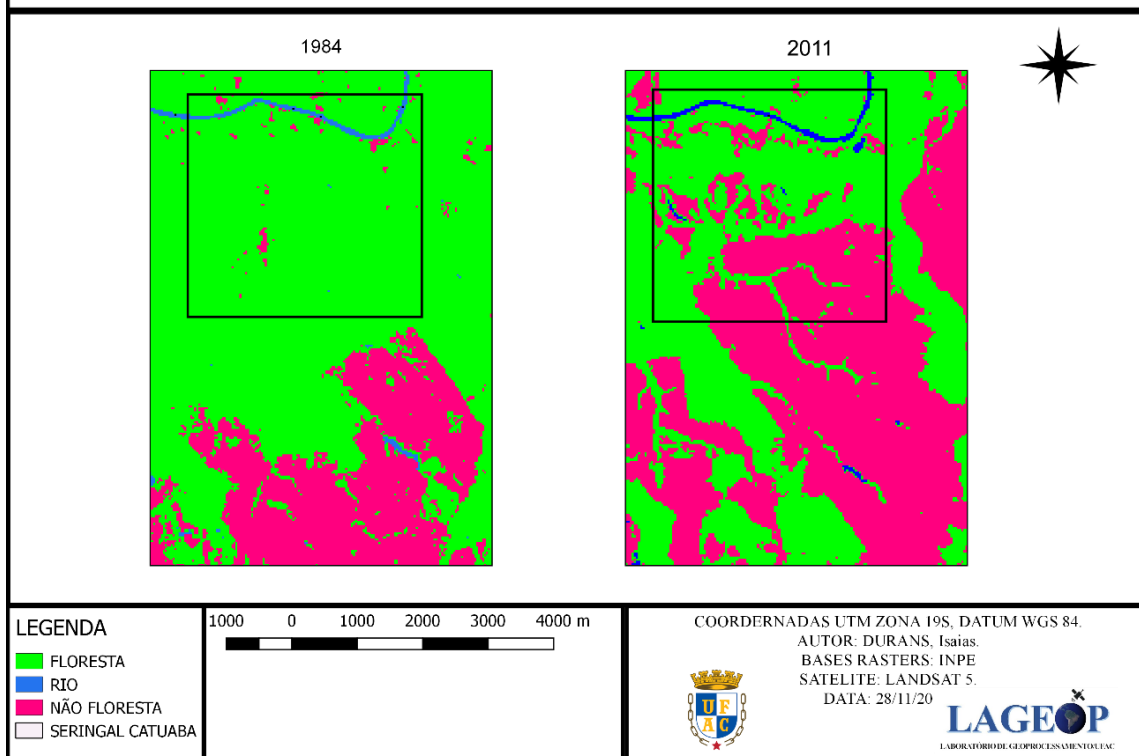 1984
2011
LEGENDA
FLORESTA
RIO
NÃO FLORESTA
SERINGAL CATUABA
1000 0 1000 2000 3000 4000 m
COORDERNADAS UTM ZONA 19S, DATUM WGS 84.
AUTOR: DURANS, Isaias.
BASES RASTERS: INPE
SATELITE: LANDSAT 5.
DATA: 28/11/20
U F
A C
LAGEOP
LABORATÓRIO DE GEOPROCESSAMENTO/UFAC